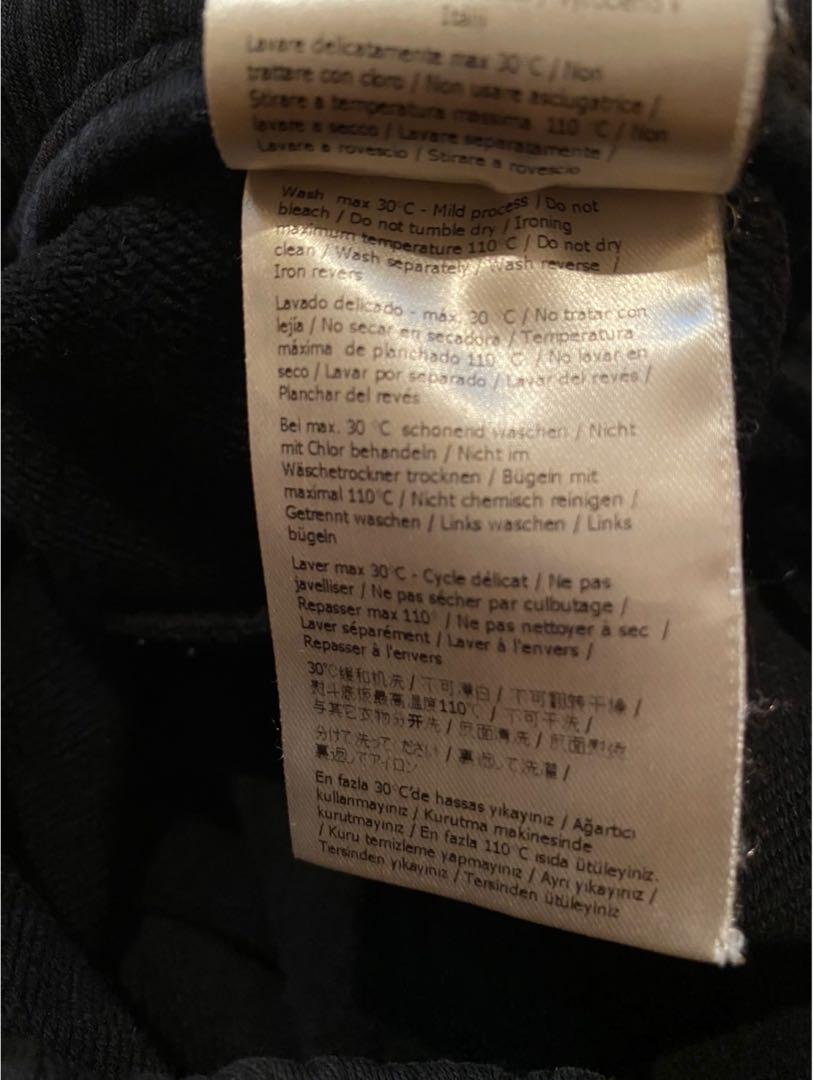 Lavare delicatamente max 30°C / Non
trattare con cloro / Non usare asciugatrice /
Stirare a temperatura massima 110 °C / Non
lavare a secco / Lavare separatamente /
Lavare a rovescio / Stirare a rovescio
Wash max 30°C - Mild process / Do not
bleach / Do not tumble dry / Ironing
maximum temperature 110°C / Do not dry
clean / Wash separately / Wash reverse /
Iron revers
Lavado delicado - máx. 30 °C / No tratar con
lejía / No secar en secadora / Temperatura
máxima de planchado 110 °C / No lavar en
seco / Lavar por separado / Lavar del revés /
Planchar del revés
Bei max. 30 °C schonend waschen / Nicht
mit Chlor behandeln / Nicht im
Wäschetrockner trocknen / Bügeln mit
maximal 110°C / Nicht chemisch reinigen /
Getrennt waschen / Links waschen / Links
bügeln
Laver max 30°C - Cycle délicat / Ne pas
javelliser / Ne pas sécher par culbutage /
Repasser max 110° / Ne pas nettoyer à sec /
Laver séparément / Laver à l'envers /
Repasser à l'envers
30°C缓和机洗 / 不可漂白 / 不可翻转干燥 /
熨斗底板最高温度110°C / 不可干洗 /
与其它衣物分开洗 / 反面清洗 / 反面熨烫
分けて洗って ください / 裏返して洗濯 /
裏返してアイロン
En fazla 30°C'de hassas yıkayınız / Ağartıcı
kullanmayınız / Kurutma makinesinde
kurutmayınız / En fazla 110°C ısıda ütüleyiniz.
/ Kuru temizleme yapmayınız / Ayrı yıkayınız /
Tersinden yıkayınız / Tersinden ütüleyiniz